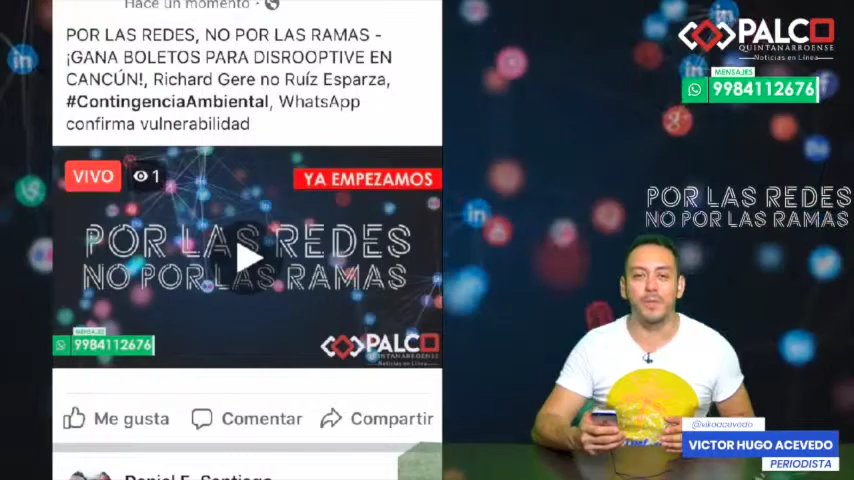 Hace un momento
POR LAS REDES, NO POR LAS RAMAS -
¡GANA BOLETOS PARA DISROOPTIVE EN
CANCÚN!, Richard Gere no Ruíz Esparza,
#ContingenciaAmbiental, WhatsApp
confirma vulnerabilidad
VIVO
1
YA EMPEZAMOS
POR LAS REDES
NO POR LAS RAMAS
MENSAJES
9984112676
PALCO
QUINTANARROENSE
Noticias en Línea
Me gusta
Comentar
Compartir
Daniel E. Santiago
PALCO
QUINTANARROENSE
Noticias en Línea
MENSAJES
9984112676
POR LAS REDES
NO POR LAS RAMAS
@vikoacevedo
VICTOR HUGO ACEVEDO
PERIODISTA